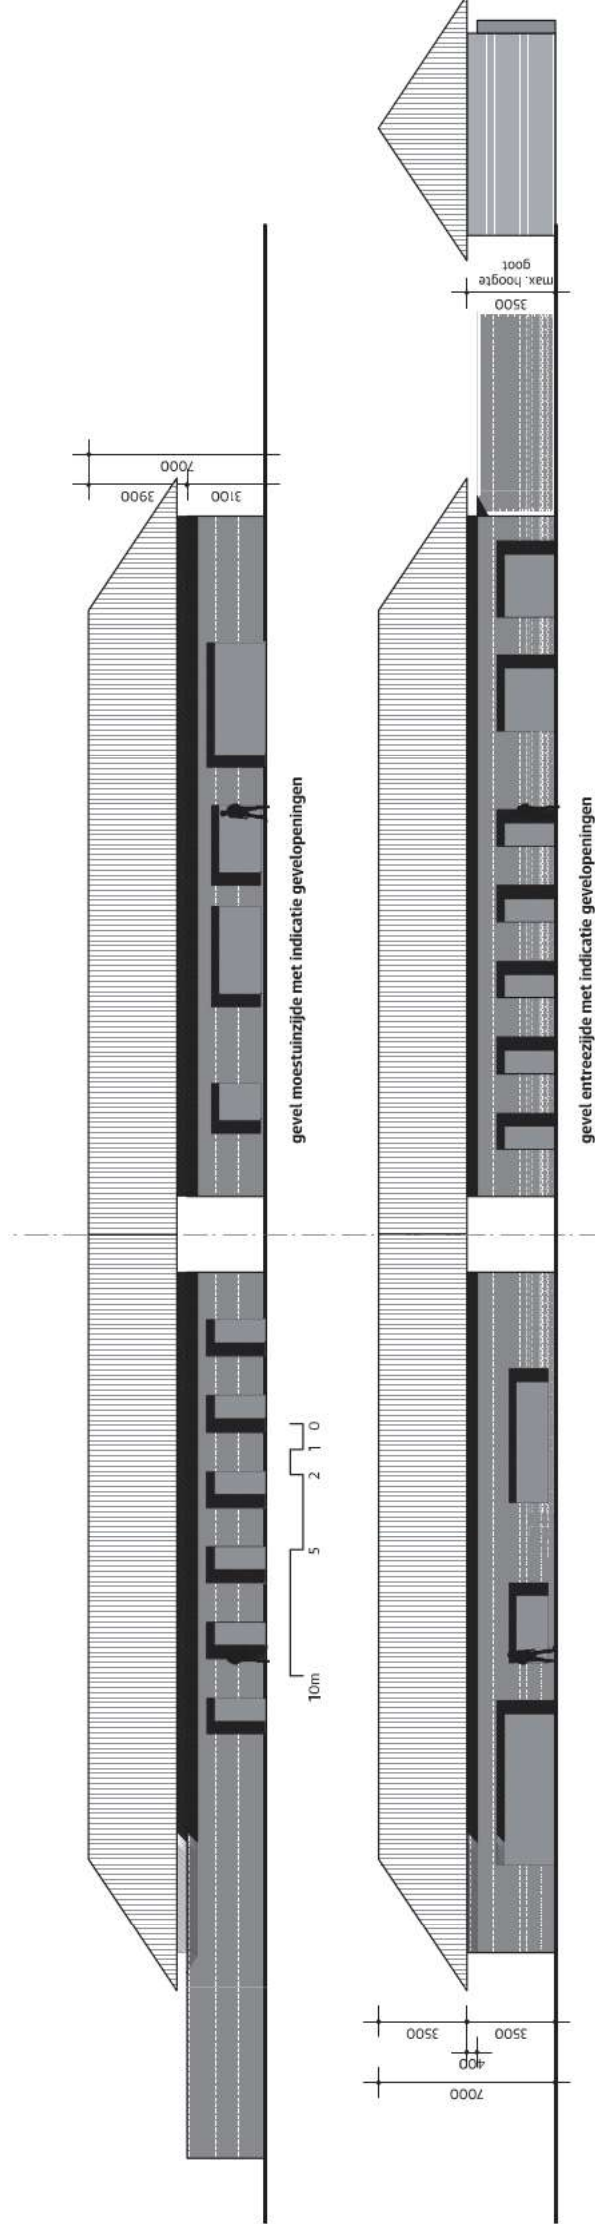 7000
3900
3100
gevel moestuinzijde met indicatie gevelopeningen
10m
5
2
1
0
3500
max. hoogte
goot
3500
3500
400
7000
gevel entreezijde met indicatie gevelopeningen